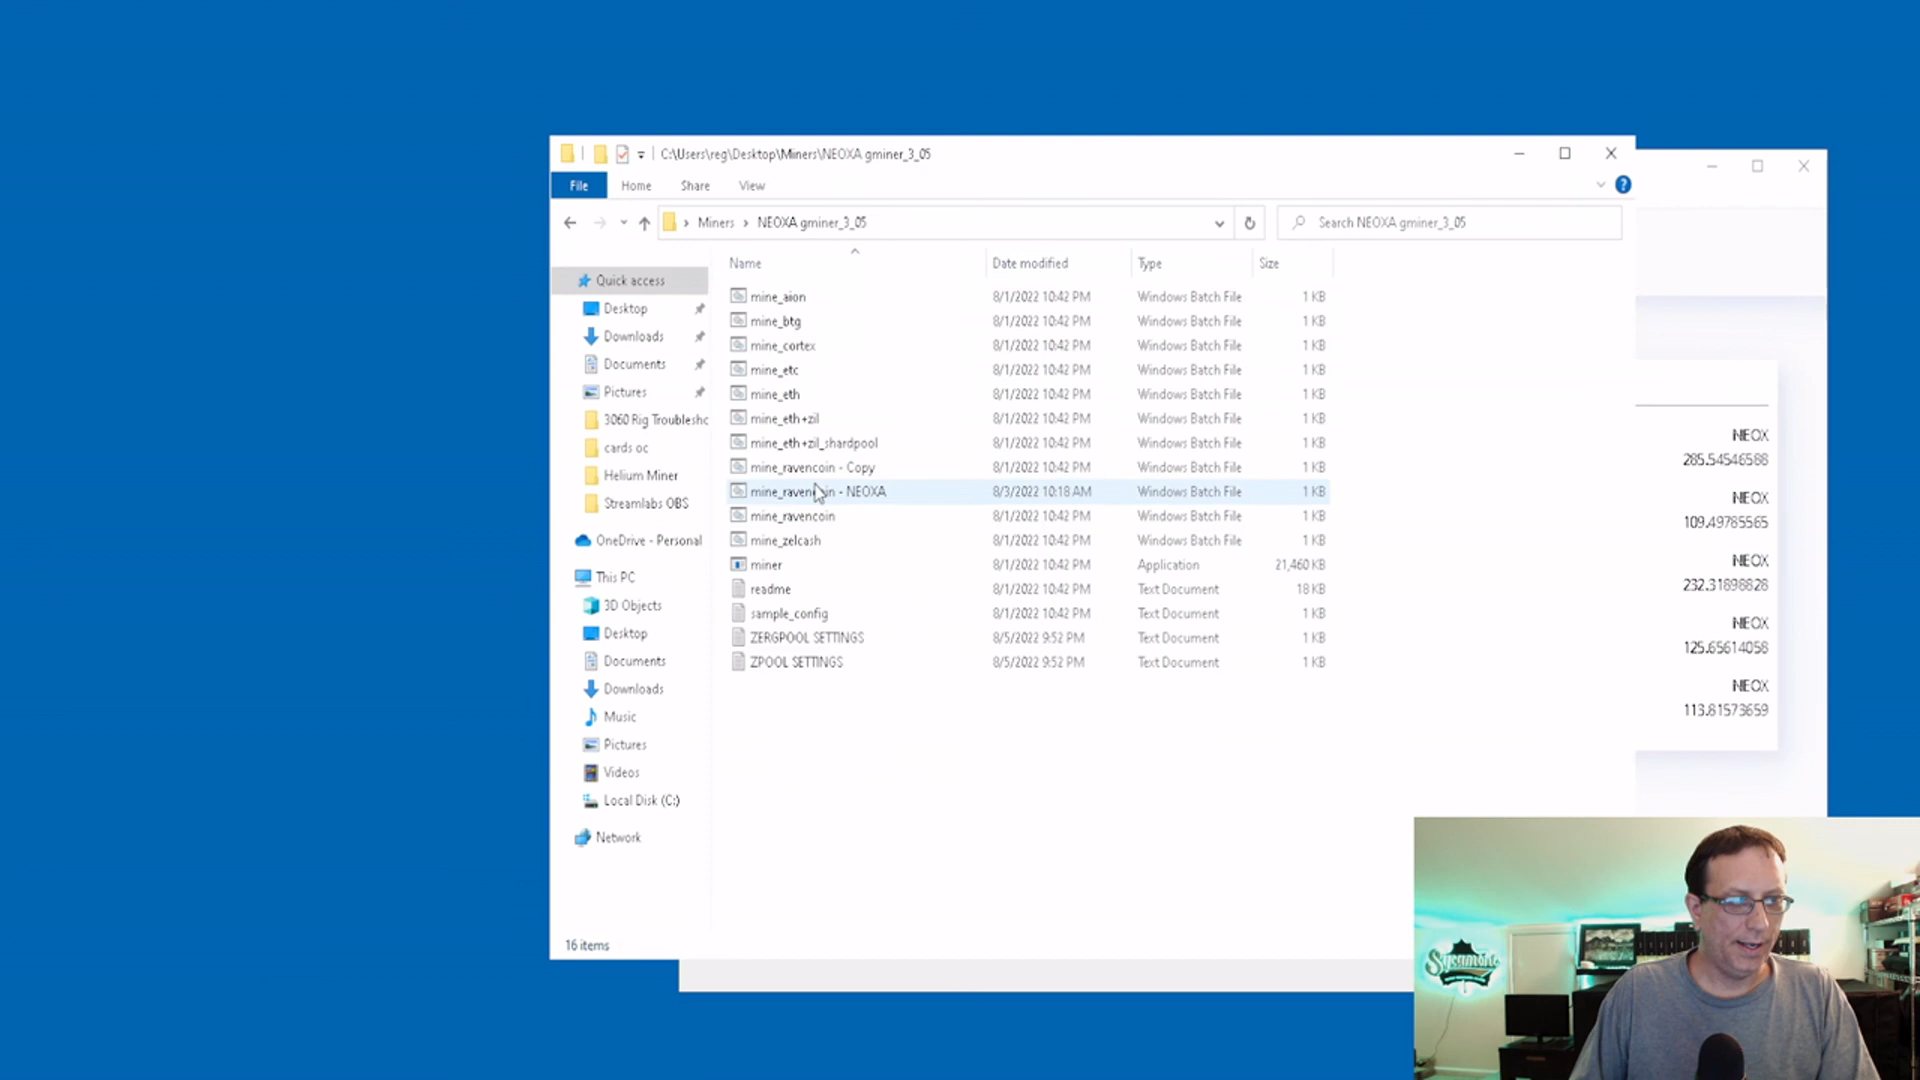 C:\Users\reg\Desktop\Miners\NEOXA gminer_3_05
File Home Share View
Miners NEOXA gminer_3_05
Search NEOXA gminer_3_05
Name Date modified Type Size
Quick access
Desktop
Downloads
Documents
Pictures
3060 Rig Troublesho
cards oc
Helium Miner
Streamlabs OBS
OneDrive - Personal
This PC
3D Objects
Desktop
Documents
Downloads
Music
Pictures
Videos
Local Disk (C:)
Network
mine_aion 8/1/2022 10:42 PM Windows Batch File 1 KB
mine_btg 8/1/2022 10:42 PM Windows Batch File 1 KB
mine_cortex 8/1/2022 10:42 PM Windows Batch File 1 KB
mine_etc 8/1/2022 10:42 PM Windows Batch File 1 KB
mine_eth 8/1/2022 10:42 PM Windows Batch File 1 KB
mine_eth+zil 8/1/2022 10:42 PM Windows Batch File 1 KB
mine_eth+zil_shardpool 8/1/2022 10:42 PM Windows Batch File 1 KB
mine_ravencoin - Copy 8/1/2022 10:42 PM Windows Batch File 1 KB
mine_ravencoin - NEOXA 8/3/2022 10:18 AM Windows Batch File 1 KB
mine_ravencoin 8/1/2022 10:42 PM Windows Batch File 1 KB
mine_zelcash 8/1/2022 10:42 PM Windows Batch File 1 KB
miner 8/1/2022 10:42 PM Application 21,460 KB
readme 8/1/2022 10:42 PM Text Document 18 KB
sample_config 8/1/2022 10:42 PM Text Document 1 KB
ZERGPOOL SETTINGS 8/5/2022 9:52 PM Text Document 1 KB
ZPOOL SETTINGS 8/5/2022 9:52 PM Text Document 1 KB
16 items
NEOX
285.54546588
NEOX
109.49785565
NEOX
232.31898828
NEOX
125.65614058
NEOX
113.81573659